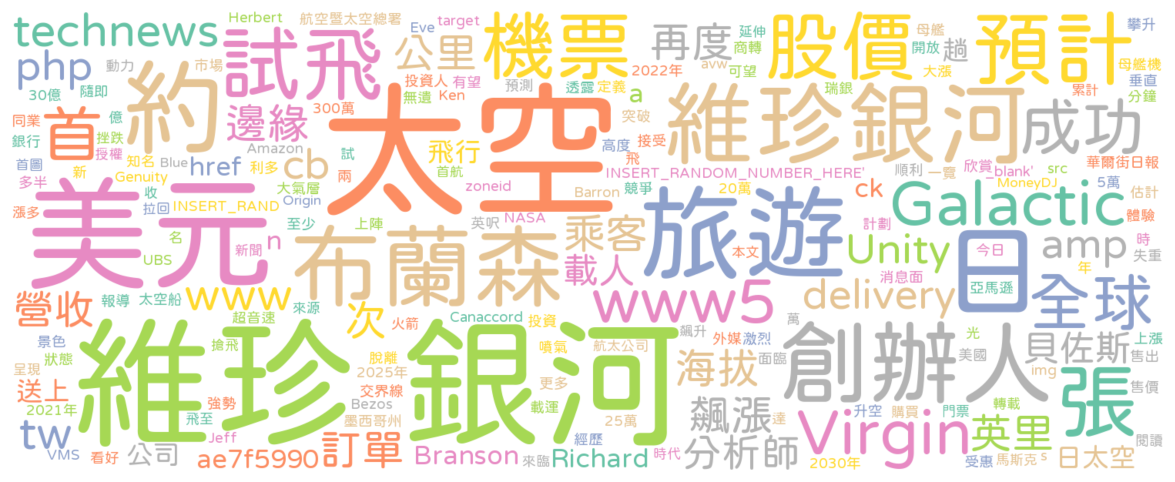 technews
Herbert
航空暨太空總署
Eve
target
母艦
攀升
php
動力
市場
試飛
公里
機票
再度
延伸
商轉
開放
趟
股價
預計
母艦機
30億
隨即
約
投資人
有望
無遺
Ken
預測
透露
定義
avw
可望
大漲
瑞銀
2022年
垂直
累計
分鐘
同業
首
億
銀行
挫跌
授權
邊緣
300萬
太空
a
突破
維珍銀河
成功
首圖
多半
新
知名
Blue
Genuity
利多
Amazon
href
cb
試
兩
飛行
首航
高度
飛
接受
INSERT_RANDOM_NUMBER_HERE'
順利
一覽
欣賞
_blank'
src
華爾街日報
5萬
漲多
美元
收
拉回
大氣層
INSERT_RAND
Origin
zoneid
競爭
Barron
20萬
ck
MoneyDJ
估計
體驗
至少
上陣
英呎
NASA
乘客
旅遊
本文
計劃
Galactic
日
今日
時
失重
名
UBS
新聞
n
布蘭森
載人
Unity
amp
年
消息面
亞馬遜
營收
報導
太空船
www
來源
次
www5
delivery
全球
超音速
火箭
Canaccord
投資
飆升
外媒
激烈
萬
光
美國
創辦人
貝佐斯
上漲
售出
景色
狀態
呈現
維珍
銀河
搶飛
脫離
2025年
噴氣
更多
航太公司
海拔
面臨
img
售價
張
送上
2021年
強勢
飛至
交界線
Bezos
墨西哥州
載運
25萬
飆漲
達
升空
購買
門票
轉載
英里
tw
VMS
看好
公司
Jeff
ae7f5990
訂單
Branson
來臨
Richard
經歷
時代
分析師
Virgin
2030年
受惠
馬斯克
s
日太空
閱讀